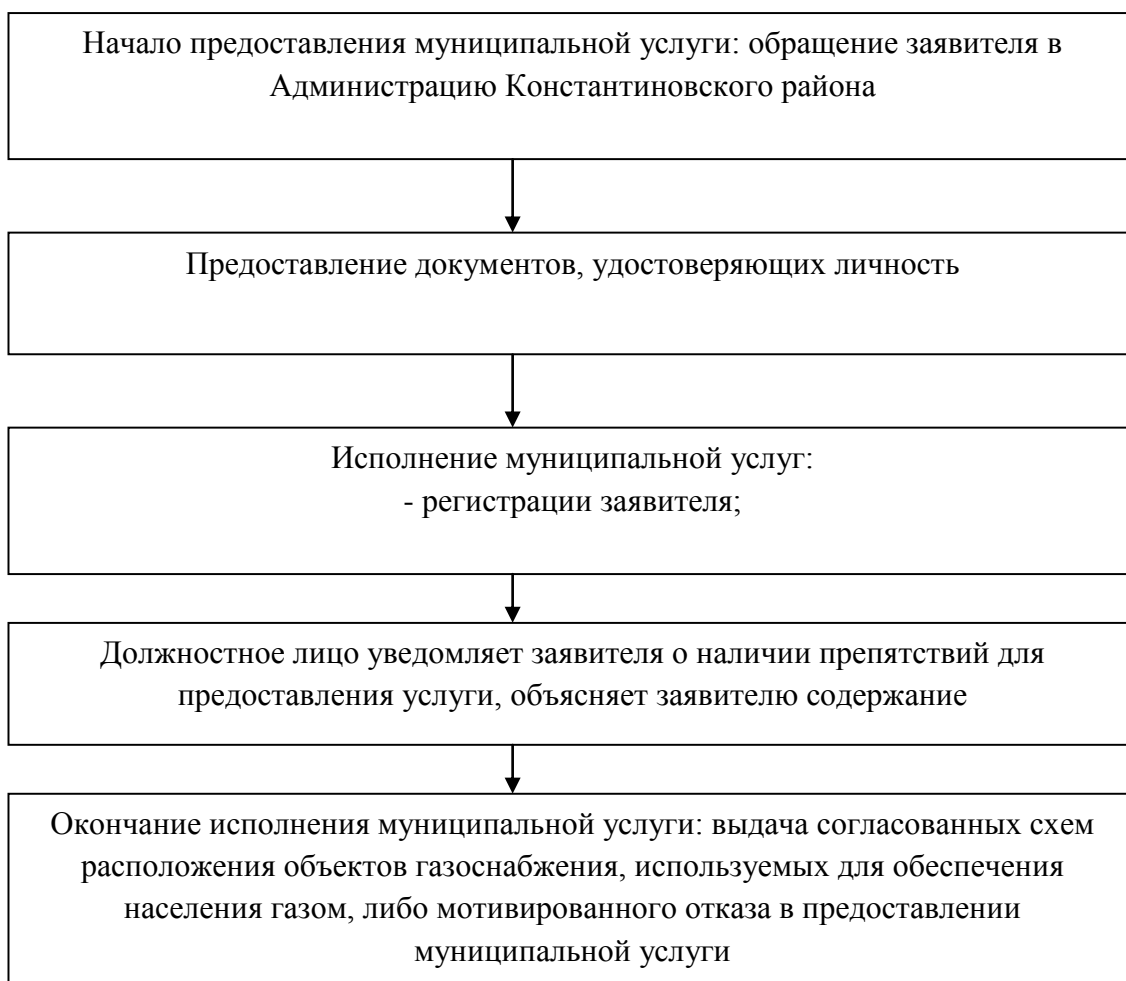 Начало предоставления муниципальной услуги: обращение заявителя в
Администрацию Константиновского района
Предоставление документов, удостоверяющих личность
Исполнение муниципальной услуг:
- регистрации заявителя;
Должностное лицо уведомляет заявителя о наличии препятствий для
предоставления услуги, объясняет заявителю содержание
Окончание исполнения муниципальной услуги: выдача согласованных схем
расположения объектов газоснабжения, используемых для обеспечения
населения газом, либо мотивированного отказа в предоставлении
муниципальной услуги